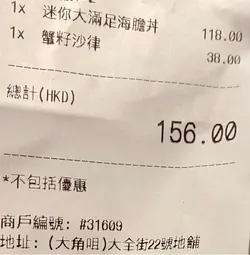 1x 迷你大滿足海膽丼 118.00
1x 蟹籽沙律 38.00
總計(HKD)
156.00
*不包括優惠
商戶編號: #31609
地址: (大角咀)大全街22號地舖